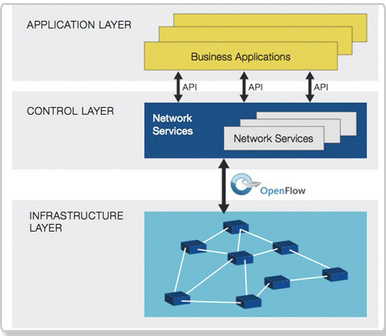 APPLICATION LAYER
Business Applications
API
API
API
CONTROL LAYER
Network
Services
Network Services
OpenFlow
INFRASTRUCTURE
LAYER